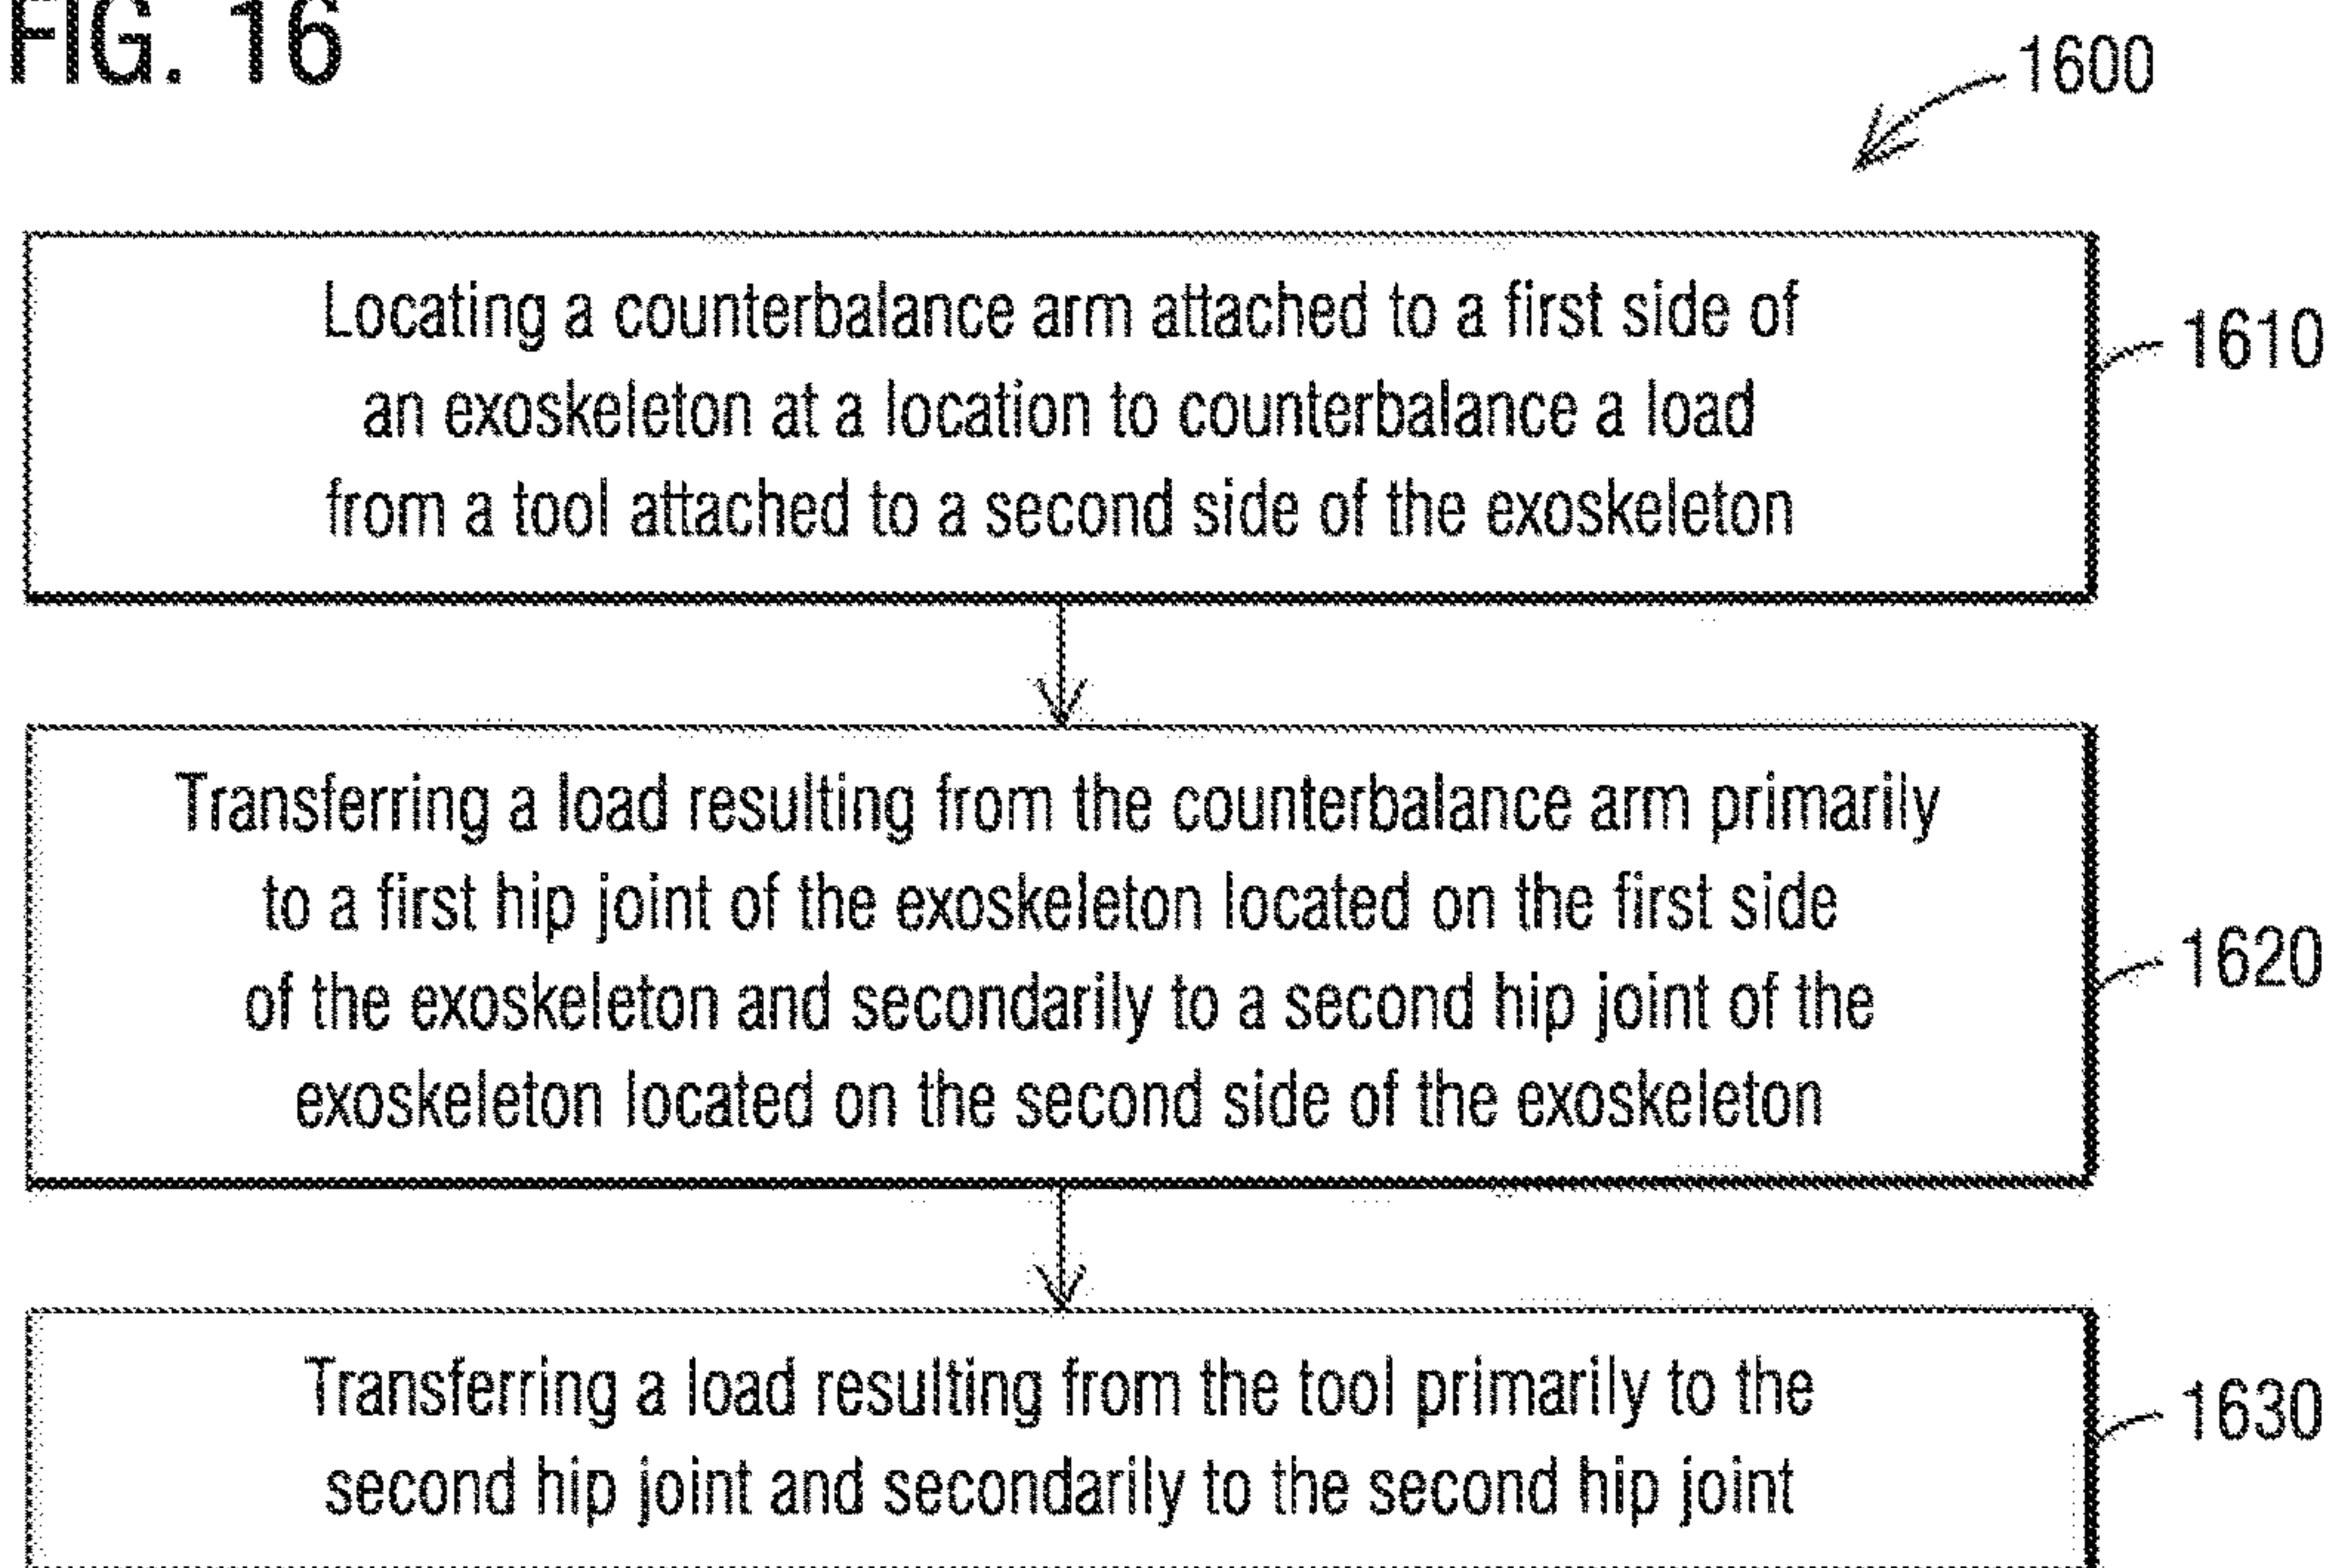 FIG. 16
1600
Locating a counterbalance arm attached to a first side of
an exoskeleton at a location to counterbalance a load
from a tool attached to a second side of the exoskeleton
1610
Transferring a load resulting from the counterbalance arm primarily
to a first hip joint of the exoskeleton located on the first side
of the exoskeleton and secondarily to a second hip joint of the
exoskeleton located on the second side of the exoskeleton
1620
Transferring a load resulting from the tool primarily to the
second hip joint and secondarily to the second hip joint
1630